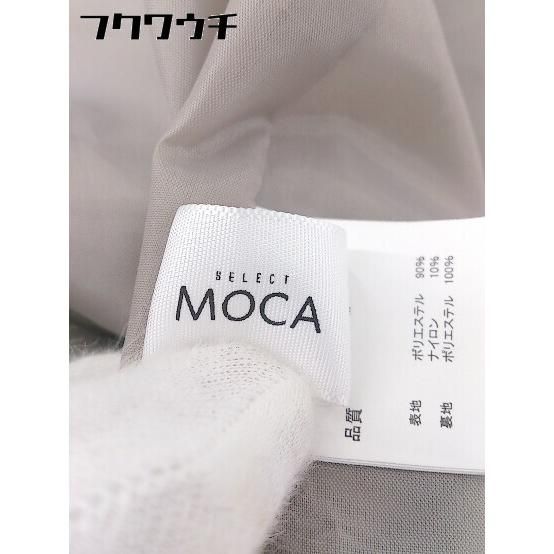 フクワウチ
SELECT
MOCA
品質
表地 ポリエステル 90%
ナイロン 10%
裏地 ポリエステル 100%